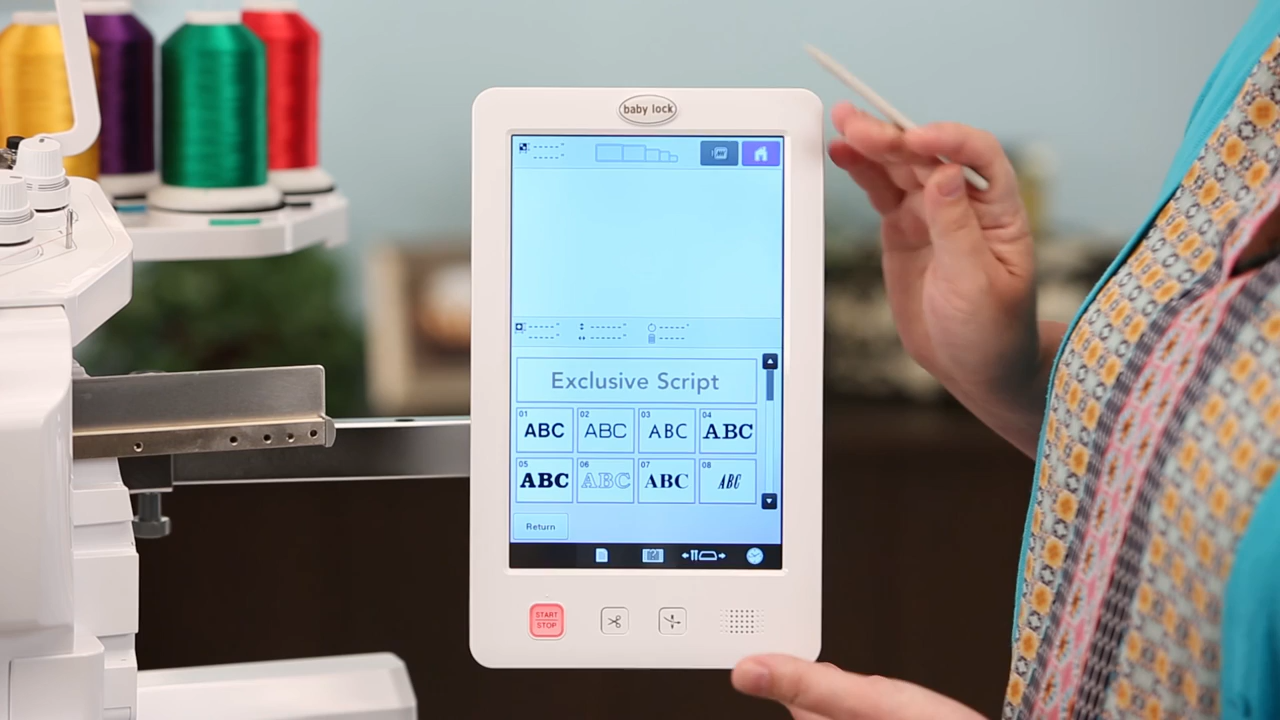 baby lock
Exclusive Script
01 02 03 04
ABC ABC ABC ABC
05 06 07 08
ABC ABC ABC ABC
Return
START
STOP